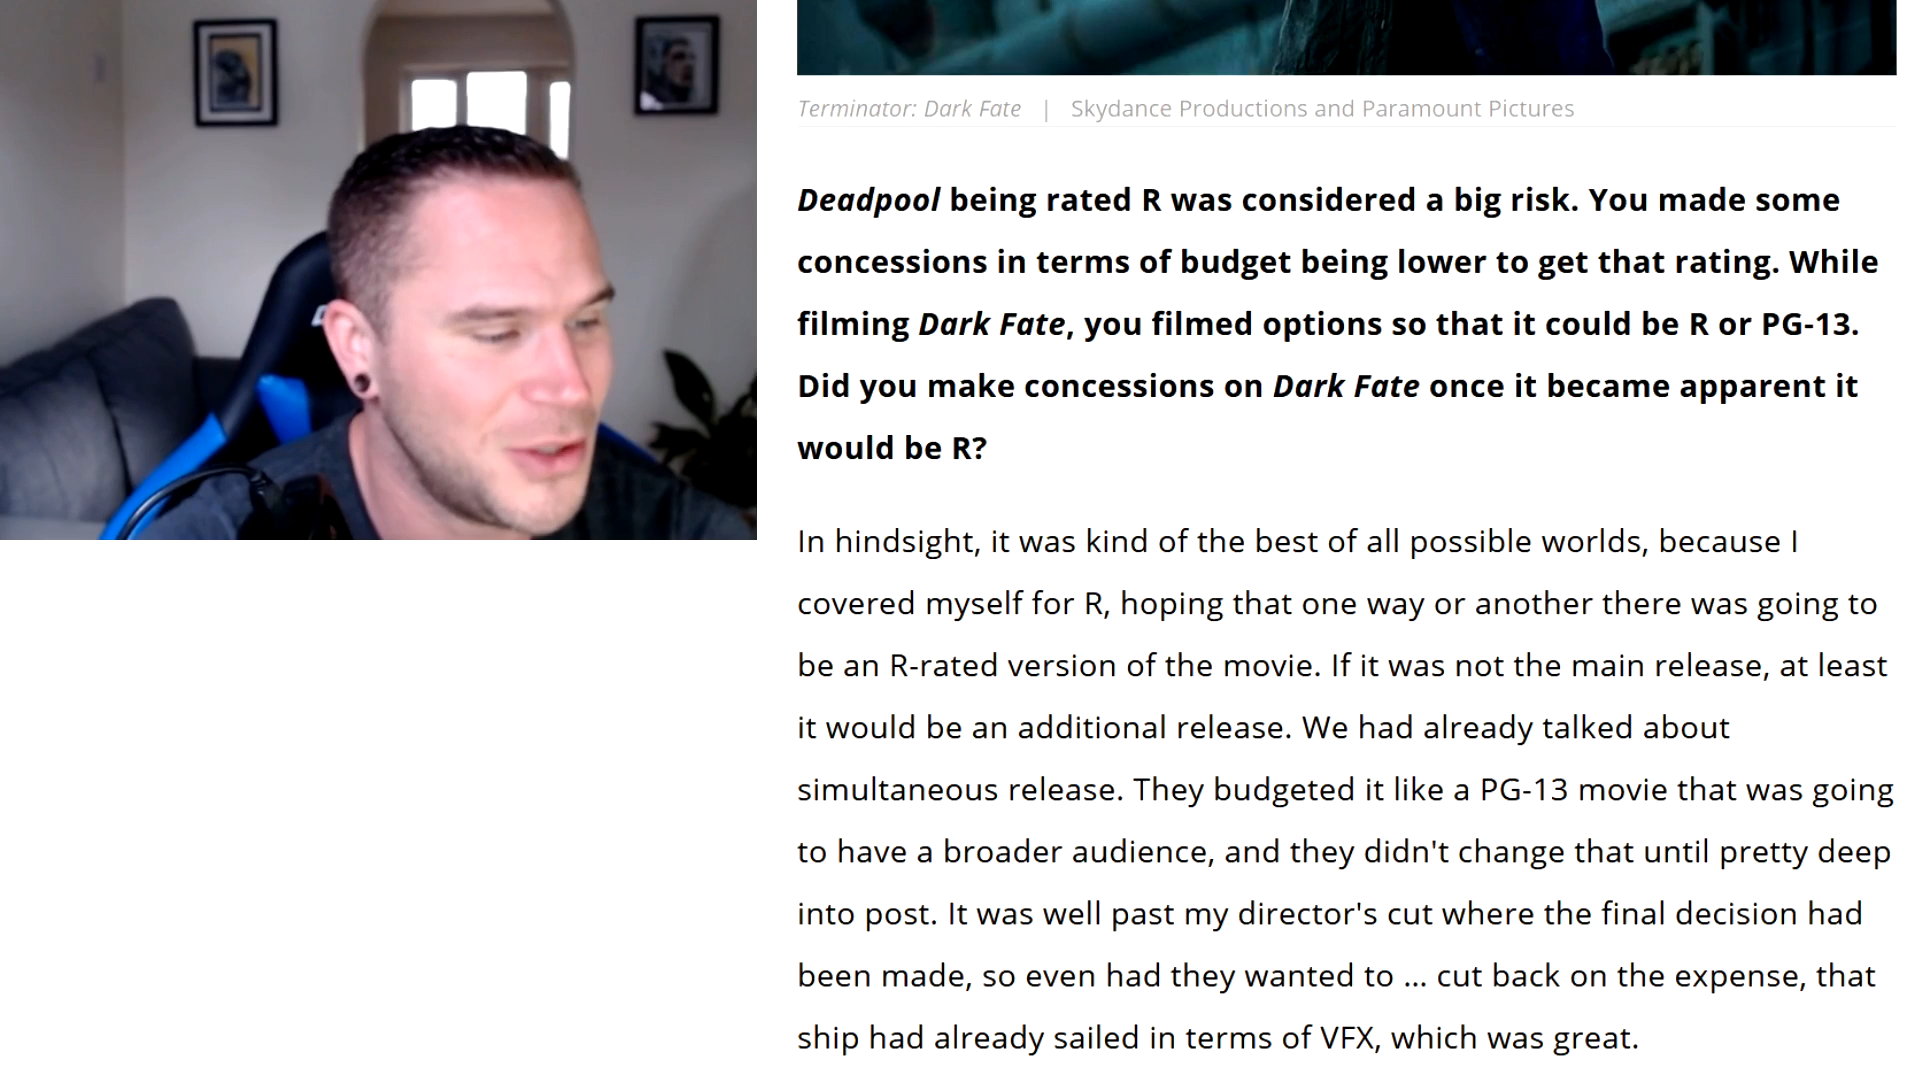 Terminator: Dark Fate | Skydance Productions and Paramount Pictures
Deadpool being rated R was considered a big risk. You made some
concessions in terms of budget being lower to get that rating. While
filming Dark Fate, you filmed options so that it could be R or PG-13.
Did you make concessions on Dark Fate once it became apparent it
would be R?
In hindsight, it was kind of the best of all possible worlds, because I
covered myself for R, hoping that one way or another there was going to
be an R-rated version of the movie. If it was not the main release, at least
it would be an additional release. We had already talked about
simultaneous release. They budgeted it like a PG-13 movie that was going
to have a broader audience, and they didn't change that until pretty deep
into post. It was well past my director's cut where the final decision had
been made, so even had they wanted to ... cut back on the expense, that
ship had already sailed in terms of VFX, which was great.